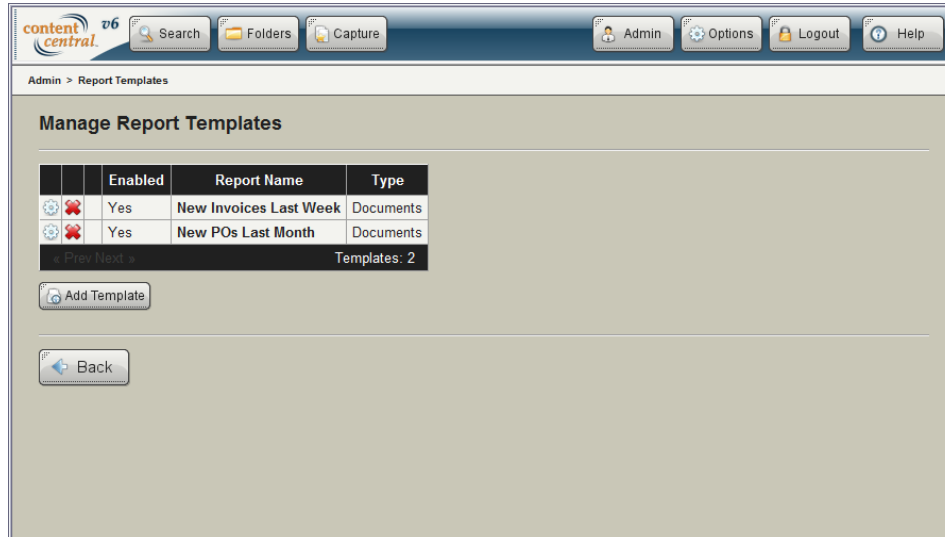 content central. v6 Search Folders Capture Admin Options Logout Help
Admin > Report Templates
Manage Report Templates
Enabled Report Name Type
Yes New Invoices Last Week Documents
Yes New POs Last Month Documents
« Prev Next » Templates: 2
Add Template
Back